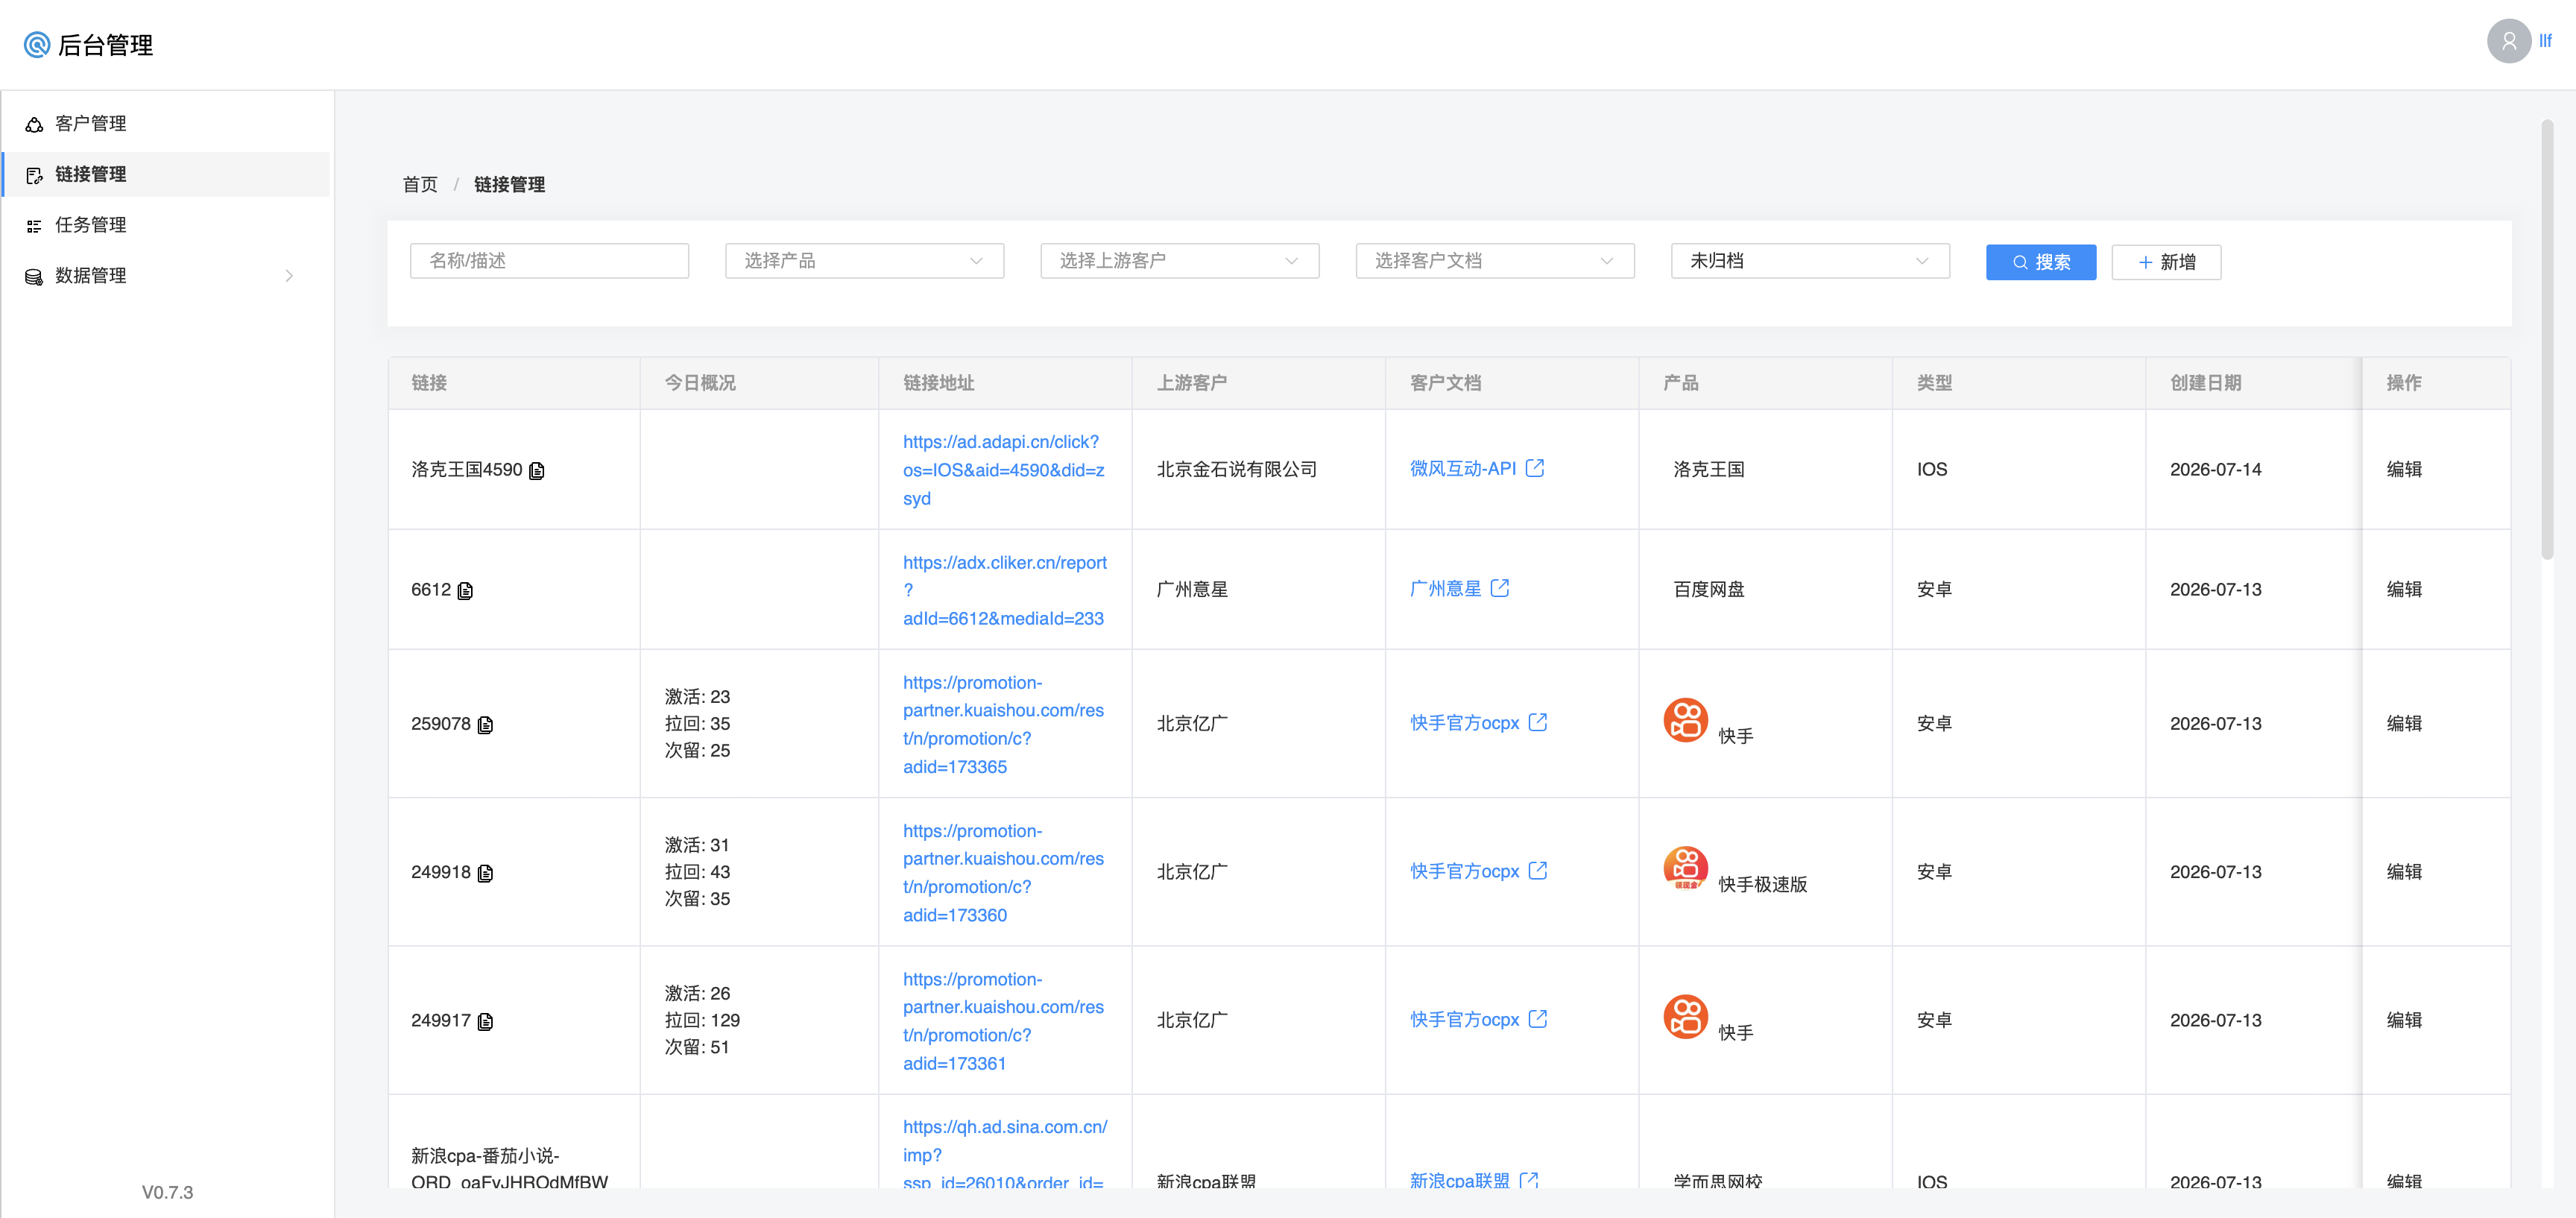 后台管理
llf
客户管理
链接管理
任务管理
数据管理
首页 / 链接管理
名称/描述
选择产品
选择上游客户
选择客户文档
未归档
搜索
新增
链接 今日概况 链接地址 上游客户 客户文档 产品 类型 创建日期 操作
洛克王国4590
https://ad.adapi.cn/click?
os=IOS&aid=4590&did=z
syd
北京金石说有限公司
微风互动-API
洛克王国
IOS
2026-07-14
编辑
6612
https://adx.cliker.cn/report
?
adId=6612&mediaId=233
广州意星
广州意星
百度网盘
安卓
2026-07-13
编辑
259078
激活: 23
拉回: 35
次留: 25
https://promotion-
partner.kuaishou.com/res
t/n/promotion/c?
adid=173365
北京亿广
快手官方ocpx
快手
安卓
2026-07-13
编辑
249918
激活: 31
拉回: 43
次留: 35
https://promotion-
partner.kuaishou.com/res
t/n/promotion/c?
adid=173360
北京亿广
快手官方ocpx
快手极速版
安卓
2026-07-13
编辑
249917
激活: 26
拉回: 129
次留: 51
https://promotion-
partner.kuaishou.com/res
t/n/promotion/c?
adid=173361
北京亿广
快手官方ocpx
快手
安卓
2026-07-13
编辑
新浪cpa-番茄小说-
ORD_oaFyJHROdMfBW
https://qh.ad.sina.com.cn/
imp?
ssp_id=26010&order_id=
新浪cpa联盟
新浪cpa联盟
学而思网校
IOS
2026-07-13
编辑
V0.7.3